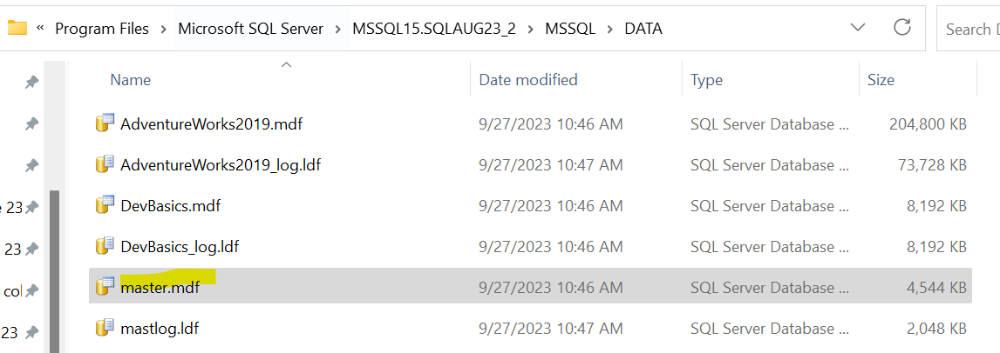 « Program Files > Microsoft SQL Server > MSSQL15.SQLAUG23_2 > MSSQL > DATA
Search D
Name Date modified Type Size
AdventureWorks2019.mdf 9/27/2023 10:46 AM SQL Server Database ... 204,800 KB
AdventureWorks2019_log.ldf 9/27/2023 10:47 AM SQL Server Database ... 73,728 KB
e 23 DevBasics.mdf 9/27/2023 10:46 AM SQL Server Database ... 8,192 KB
23 DevBasics_log.ldf 9/27/2023 10:46 AM SQL Server Database ... 8,192 KB
col master.mdf 9/27/2023 10:46 AM SQL Server Database ... 4,544 KB
23 mastlog.ldf 9/27/2023 10:47 AM SQL Server Database ... 2,048 KB